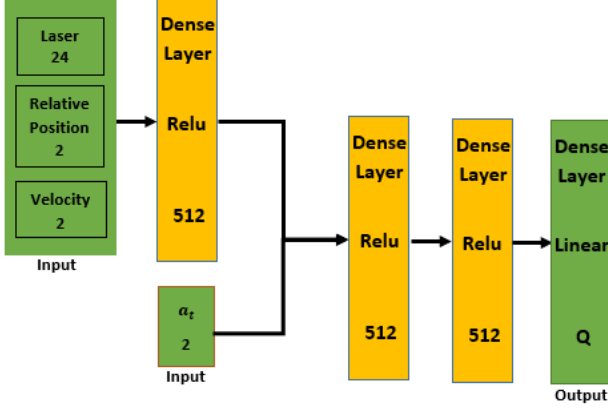 Laser
24
Relative
Position
2
Velocity
2
Input
Dense
Layer
Relu
512
aₜ
2
Input
Dense
Layer
Relu
512
Dense
Layer
Relu
512
Dense
Layer
Linear
Q
Output